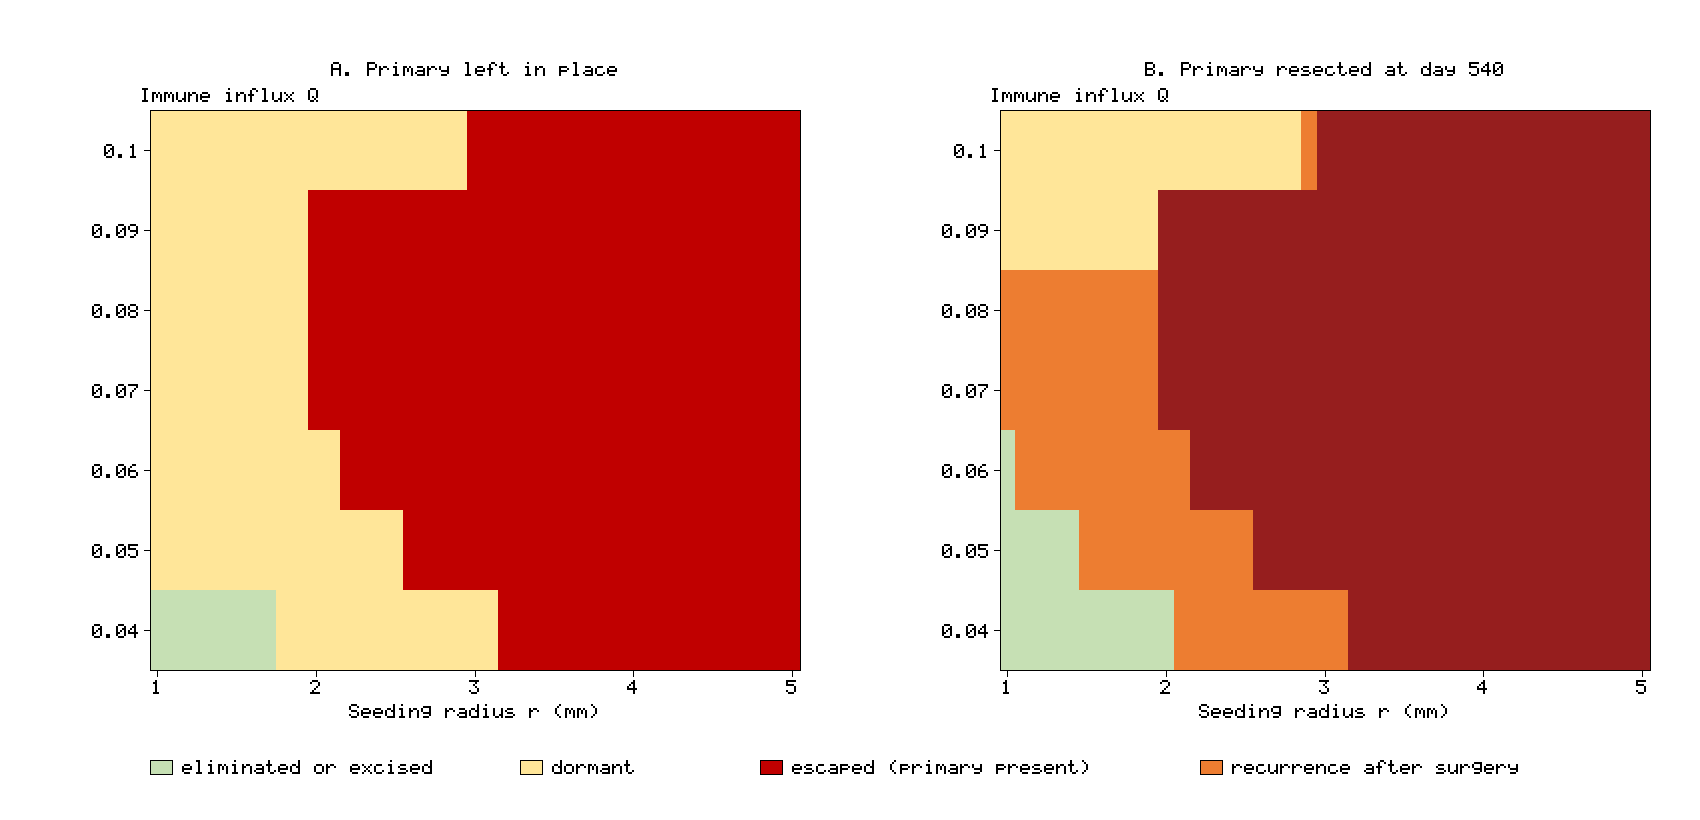 A. Primary left in place
Immune influx Q
0.1
0.09
0.08
0.07
0.06
0.05
0.04
1 2 3 4 5
Seeding radius r (mm)
B. Primary resected at day 540
Immune influx Q
0.1
0.09
0.08
0.07
0.06
0.05
0.04
1 2 3 4 5
Seeding radius r (mm)
eliminated or excised dormant escaped (primary present) recurrence after surgery